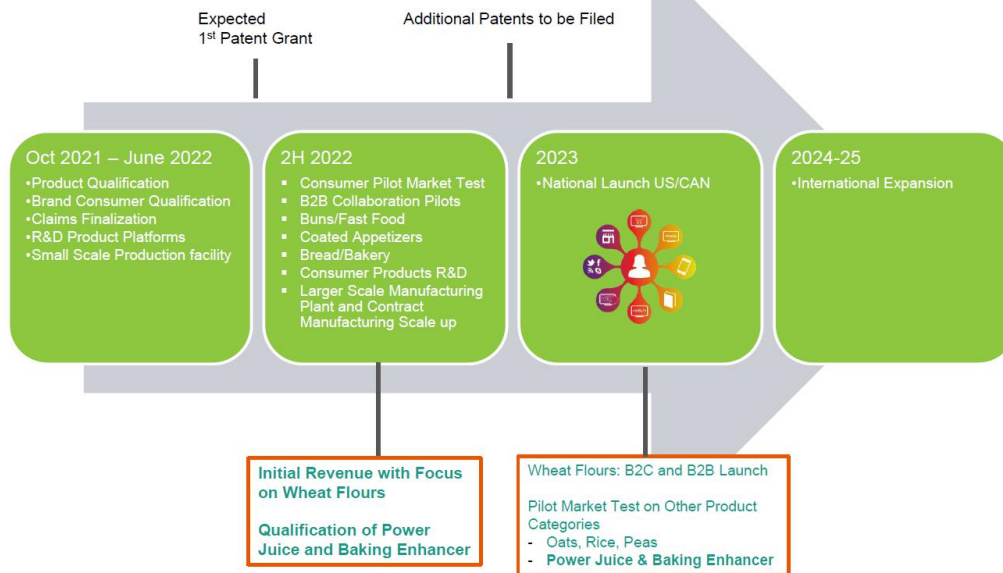 Expected
1st Patent Grant
Additional Patents to be Filed
Oct 2021 – June 2022
•Product Qualification
•Brand Consumer Qualification
•Claims Finalization
•R&D Product Platforms
•Small Scale Production facility
2H 2022
▪ Consumer Pilot Market Test
▪ B2B Collaboration Pilots
▪ Buns/Fast Food
▪ Coated Appetizers
▪ Bread/Bakery
▪ Consumer Products R&D
▪ Larger Scale Manufacturing
Plant and Contract
Manufacturing Scale up
2023
•National Launch US/CAN
2024-25
•International Expansion
Initial Revenue with Focus
on Wheat Flours
Qualification of Power
Juice and Baking Enhancer
Wheat Flours: B2C and B2B Launch
Pilot Market Test on Other Product
Categories
- Oats, Rice, Peas
- Power Juice & Baking Enhancer